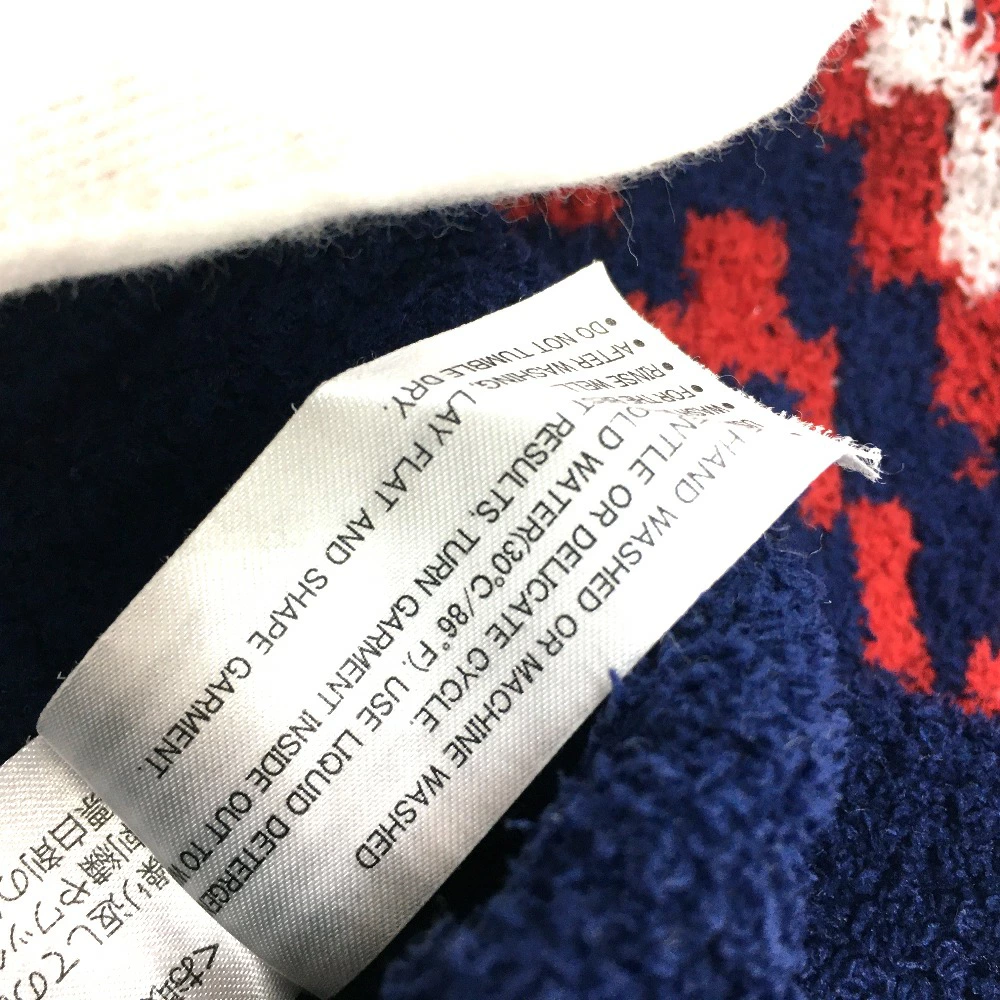 HAND WASHED OR MACHINE WASHED
GENTLE OR DELICATE CYCLE.
COLD WATER(30°C/86°F). USE LIQUID DETERGE
• FOR THE BEST RESULTS, TURN GARMENT INSIDE OUT TO
• RINSE WELL
• AFTER WASHING, LAY FLAT AND SHAPE GARMENT.
• DO NOT TUMBLE DRY.